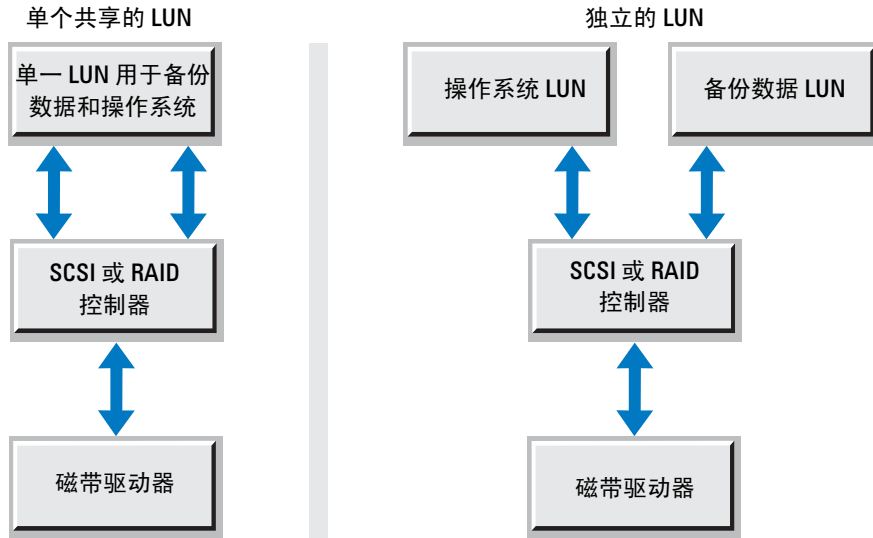 单个共享的 LUN
单一 LUN 用于备份
数据和操作系统
SCSI 或 RAID
控制器
磁带驱动器
独立的 LUN
操作系统 LUN
备份数据 LUN
SCSI 或 RAID
控制器
磁带驱动器